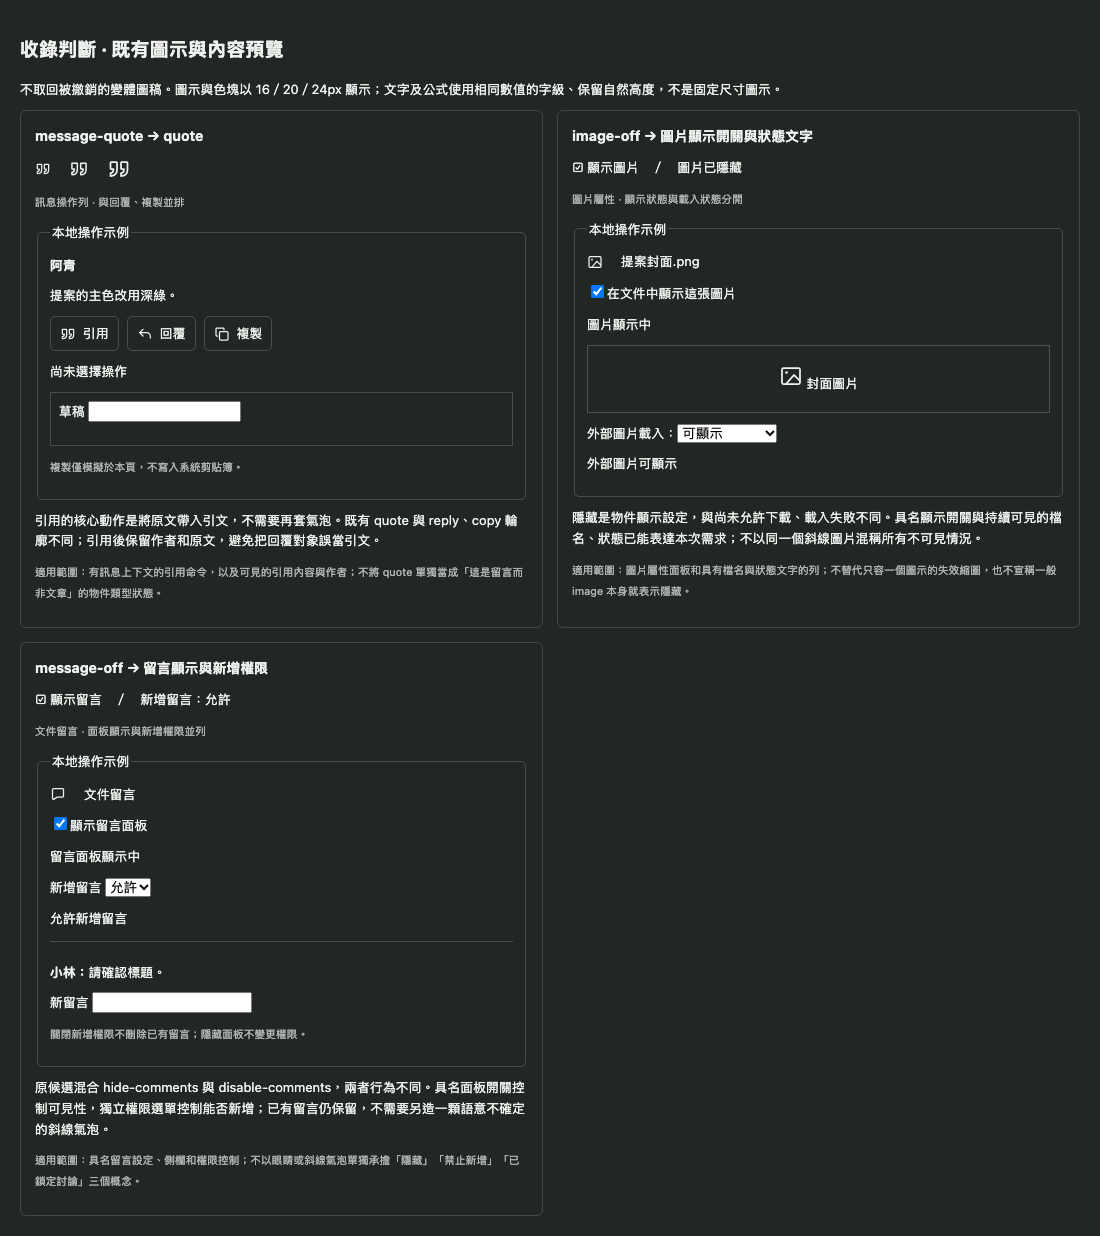 收錄判斷 · 既有圖示與內容預覽
不取回被撤銷的變體圖稿。圖示與色塊以 16 / 20 / 24px 顯示；文字及公式使用相同數值的字級、保留自然高度，不是固定尺寸圖示。
message-quote → quote
訊息操作列 · 與回覆、複製並排
本地操作示例
阿青
提案的主色改用深綠。
引用
回覆
複製
尚未選擇操作
草稿
複製僅模擬於本頁，不寫入系統剪貼簿。
引用的核心動作是將原文帶入引文，不需要再套氣泡。既有 quote 與 reply、copy 輪
廓不同；引用後保留作者和原文，避免把回覆對象誤當引文。
適用範圍：有訊息上下文的引用命令，以及可見的引用內容與作者；不將 quote 單獨當成「這是留言而
非文章」的物件類型狀態。
image-off → 圖片顯示開關與狀態文字
顯示圖片 / 圖片已隱藏
圖片屬性 · 顯示狀態與載入狀態分開
本地操作示例
提案封面.png
在文件中顯示這張圖片
圖片顯示中
封面圖片
外部圖片載入：可顯示
外部圖片可顯示
隱藏是物件顯示設定，與尚未允許下載、載入失敗不同。具名顯示開關與持續可見的檔
名、狀態已能表達本次需求；不以同一個斜線圖片混稱所有不可見情況。
適用範圍：圖片屬性面板和具有檔名與狀態文字的列；不替代只容一個圖示的失效縮圖，也不宣稱一般
image 本身就表示隱藏。
message-off → 留言顯示與新增權限
顯示留言 / 新增留言：允許
文件留言 · 面板顯示與新增權限並列
本地操作示例
文件留言
顯示留言面板
留言面板顯示中
新增留言 允許
允許新增留言
小林：請確認標題。
新留言
關閉新增權限不刪除已有留言；隱藏面板不變更權限。
原候選混合 hide-comments 與 disable-comments，兩者行為不同。具名面板開關控
制可見性，獨立權限選單控制能否新增；已有留言仍保留，不需要另造一顆語意不確定
的斜線氣泡。
適用範圍：具名留言設定、側欄和權限控制；不以眼睛或斜線氣泡單獨承擔「隱藏」「禁止新增」「已
鎖定討論」三個概念。